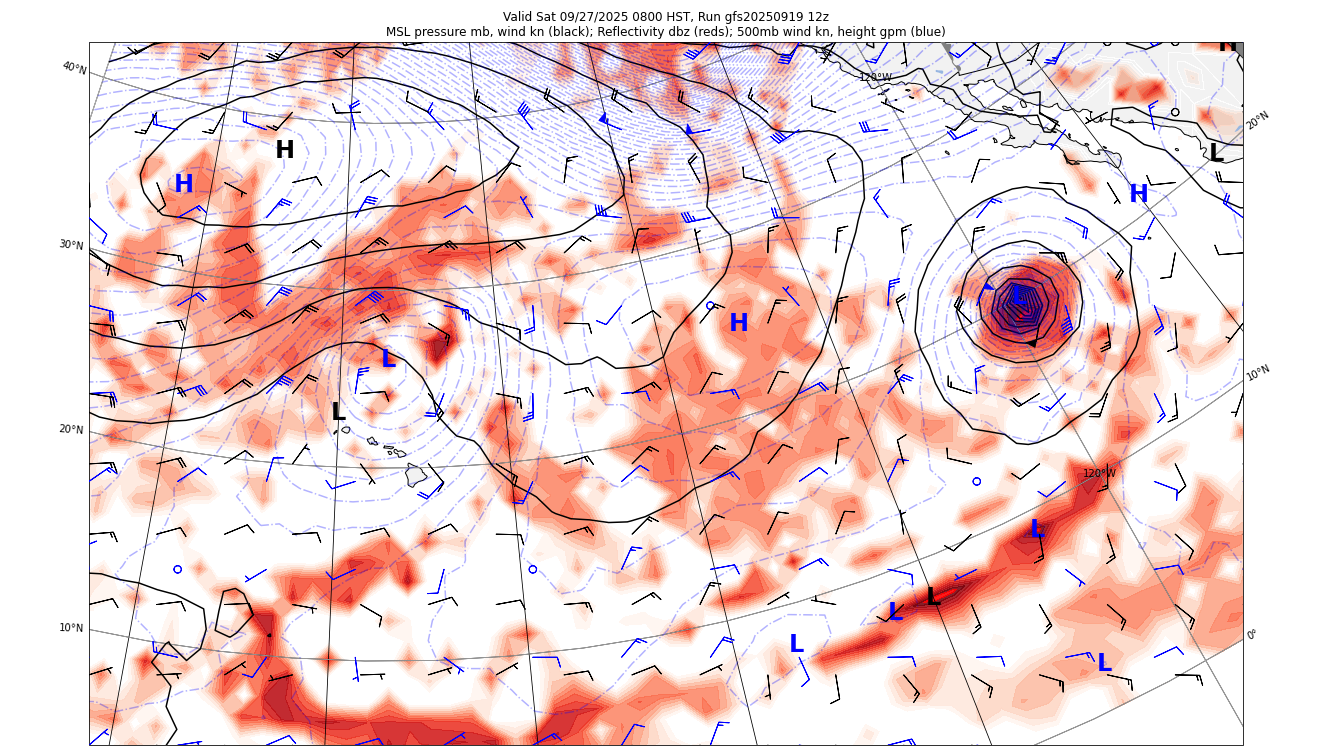 Valid Sat 09/27/2025 0800 HST, Run gfs20250919 12z
MSL pressure mb, wind kn (black); Reflectivity dbz (reds); 500mb wind kn, height gpm (blue)
H
40°N
120°W
20°N
H
L
H
H
30°N
H
L
10°N
L
20°N
120°W
L
L
L
10°N
0°
L
L